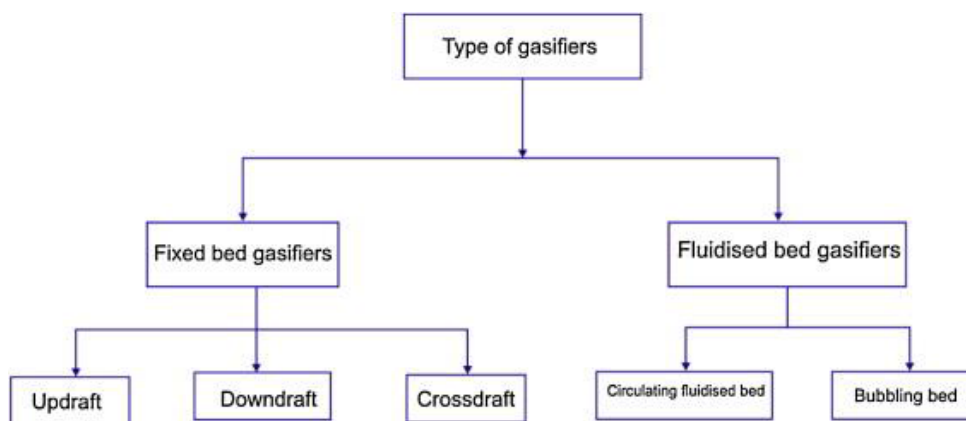 Type of gasifiers
Fixed bed gasifiers
Fluidised bed gasifiers
Updraft
Downdraft
Crossdraft
Circulating fluidised bed
Bubbling bed